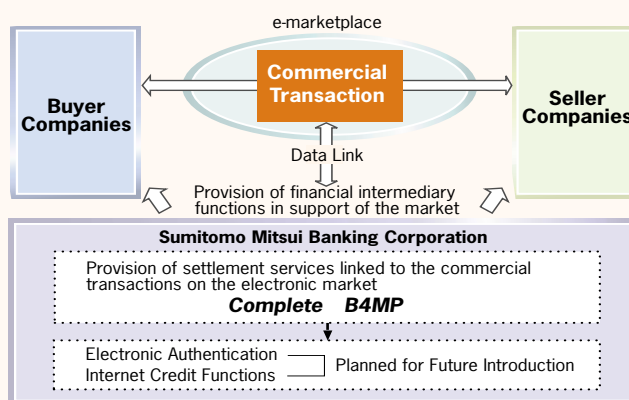 e-marketplace
Commercial
Transaction
Buyer
Companies
Seller
Companies
Data Link
Provision of financial intermediary
functions in support of the market
Sumitomo Mitsui Banking Corporation
Provision of settlement services linked to the commercial
transactions on the electronic market
Complete B4MP
Electronic Authentication
Internet Credit Functions
Planned for Future Introduction